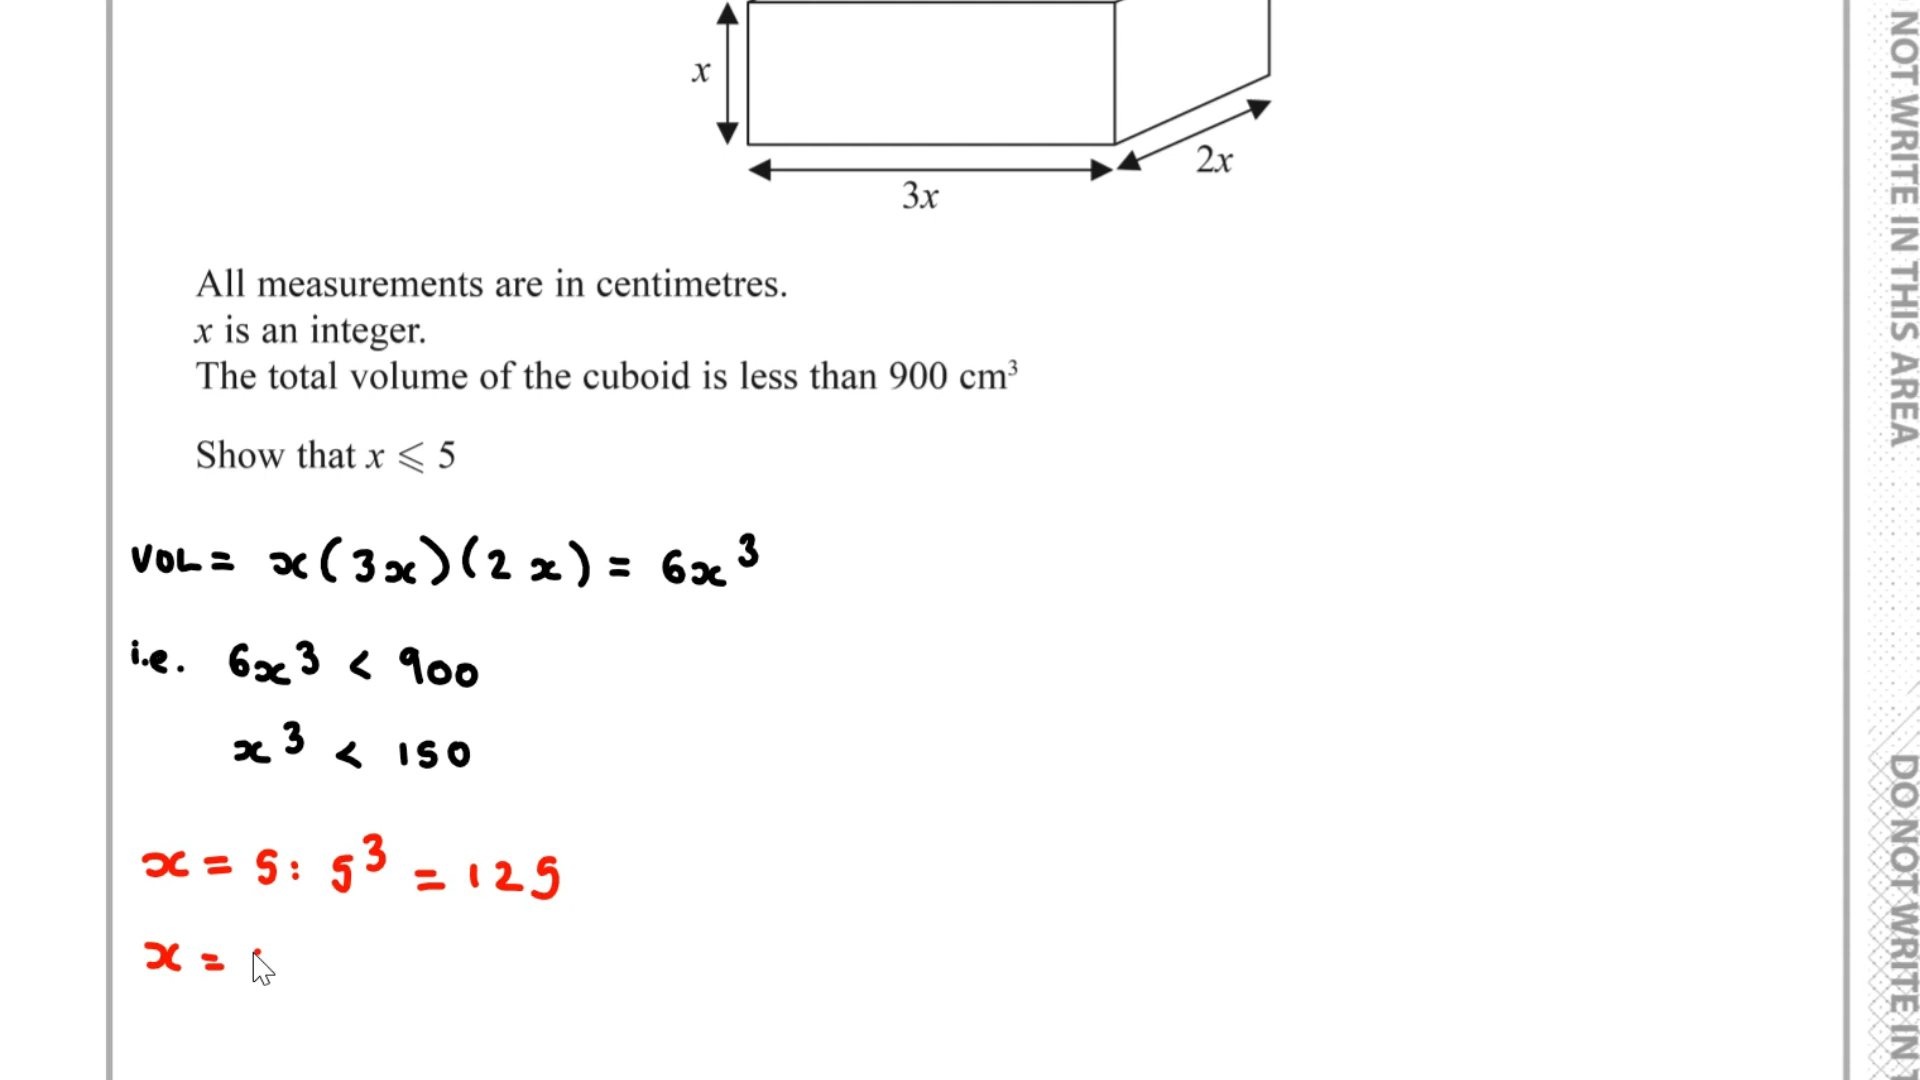 x
2x
3x
All measurements are in centimetres.
x is an integer.
The total volume of the cuboid is less than 900 cm³
Show that x ⩽ 5
VOL = x(3x)(2x) = 6x³
i.e. 6x³ < 900
x³ < 150
x = 5: 5³ = 125
x =
NOT WRITE IN THIS AREA
DO NOT WRITE IN